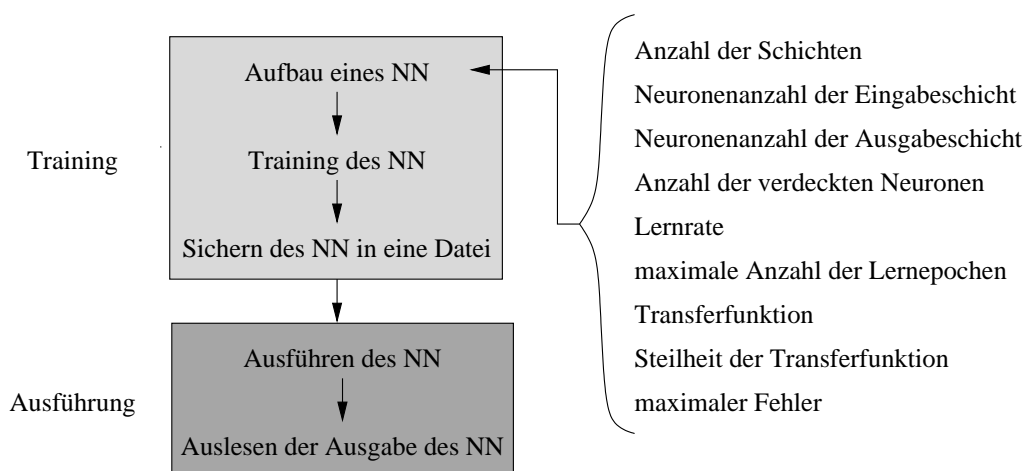 Training
Aufbau eines NN
Training des NN
Sichern des NN in eine Datei
Ausführung
Ausführen des NN
Auslesen der Ausgabe des NN
Anzahl der Schichten
Neuronenanzahl der Eingabeschicht
Neuronenanzahl der Ausgabeschicht
Anzahl der verdeckten Neuronen
Lernrate
maximale Anzahl der Lernepochen
Transferfunktion
Steilheit der Transferfunktion
maximaler Fehler